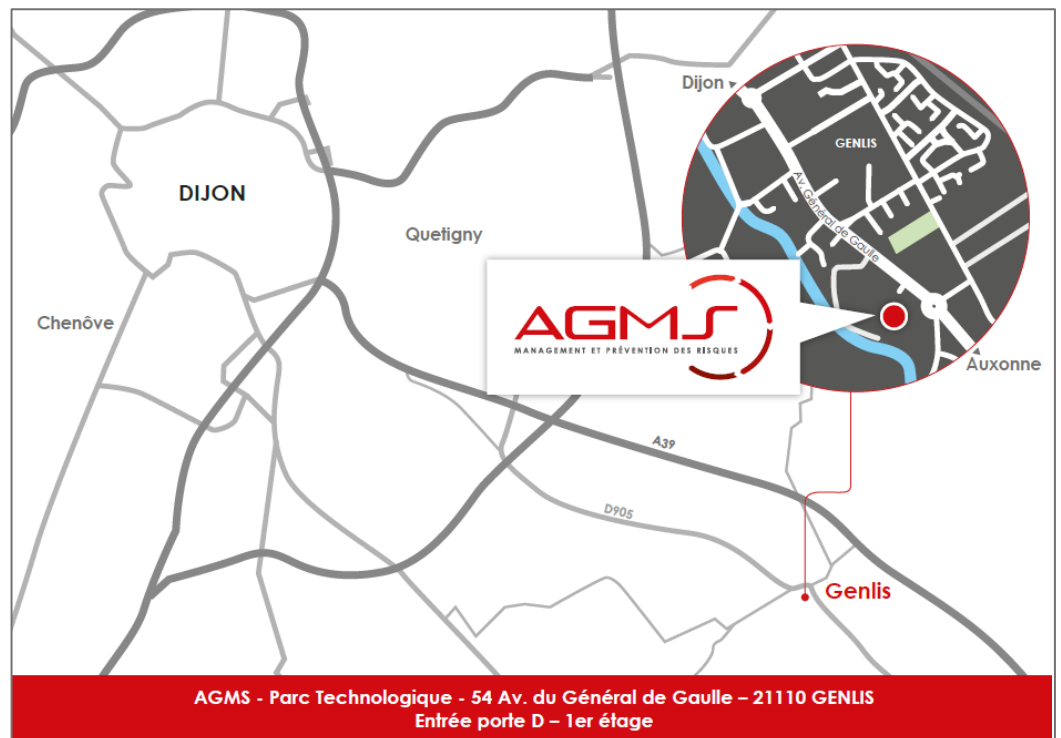 Dijon
GENLIS
DIJON
Av. Général de Gaulle
Quetigny
AGMS
MANAGEMENT ET PRÉVENTION DES RISQUES
Chenôve
Auxonne
A39
D905
Genlis
AGMS - Parc Technologique - 54 Av. du Général de Gaulle – 21110 GENLIS
Entrée porte D – 1er étage